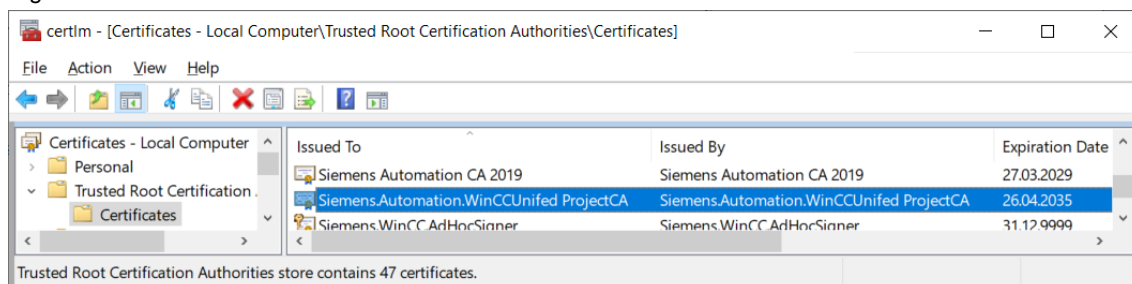 certlm - [Certificates - Local Computer\Trusted Root Certification Authorities\Certificates]
File Action View Help
Certificates - Local Computer
Personal
Trusted Root Certification
Certificates
Issued To Issued By Expiration Date
Siemens Automation CA 2019 Siemens Automation CA 2019 27.03.2029
Siemens.Automation.WinCCUnifed ProjectCA Siemens.Automation.WinCCUnifed ProjectCA 26.04.2035
Siemens.WinCC.AdHocSigner Siemens.WinCC.AdHocSigner 31.12.9999
Trusted Root Certification Authorities store contains 47 certificates.